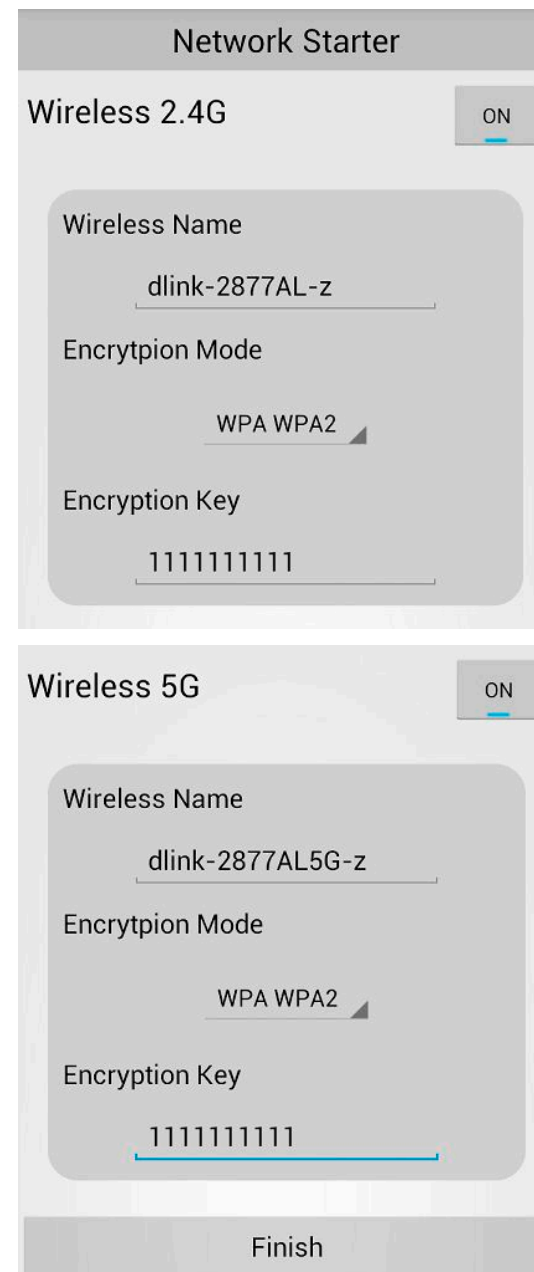 Network Starter
Wireless 2.4G
ON
Wireless Name
dlink-2877AL-z
Encrytpion Mode
WPA WPA2
Encryption Key
1111111111
Wireless 5G
ON
Wireless Name
dlink-2877AL5G-z
Encrytpion Mode
WPA WPA2
Encryption Key
1111111111
Finish